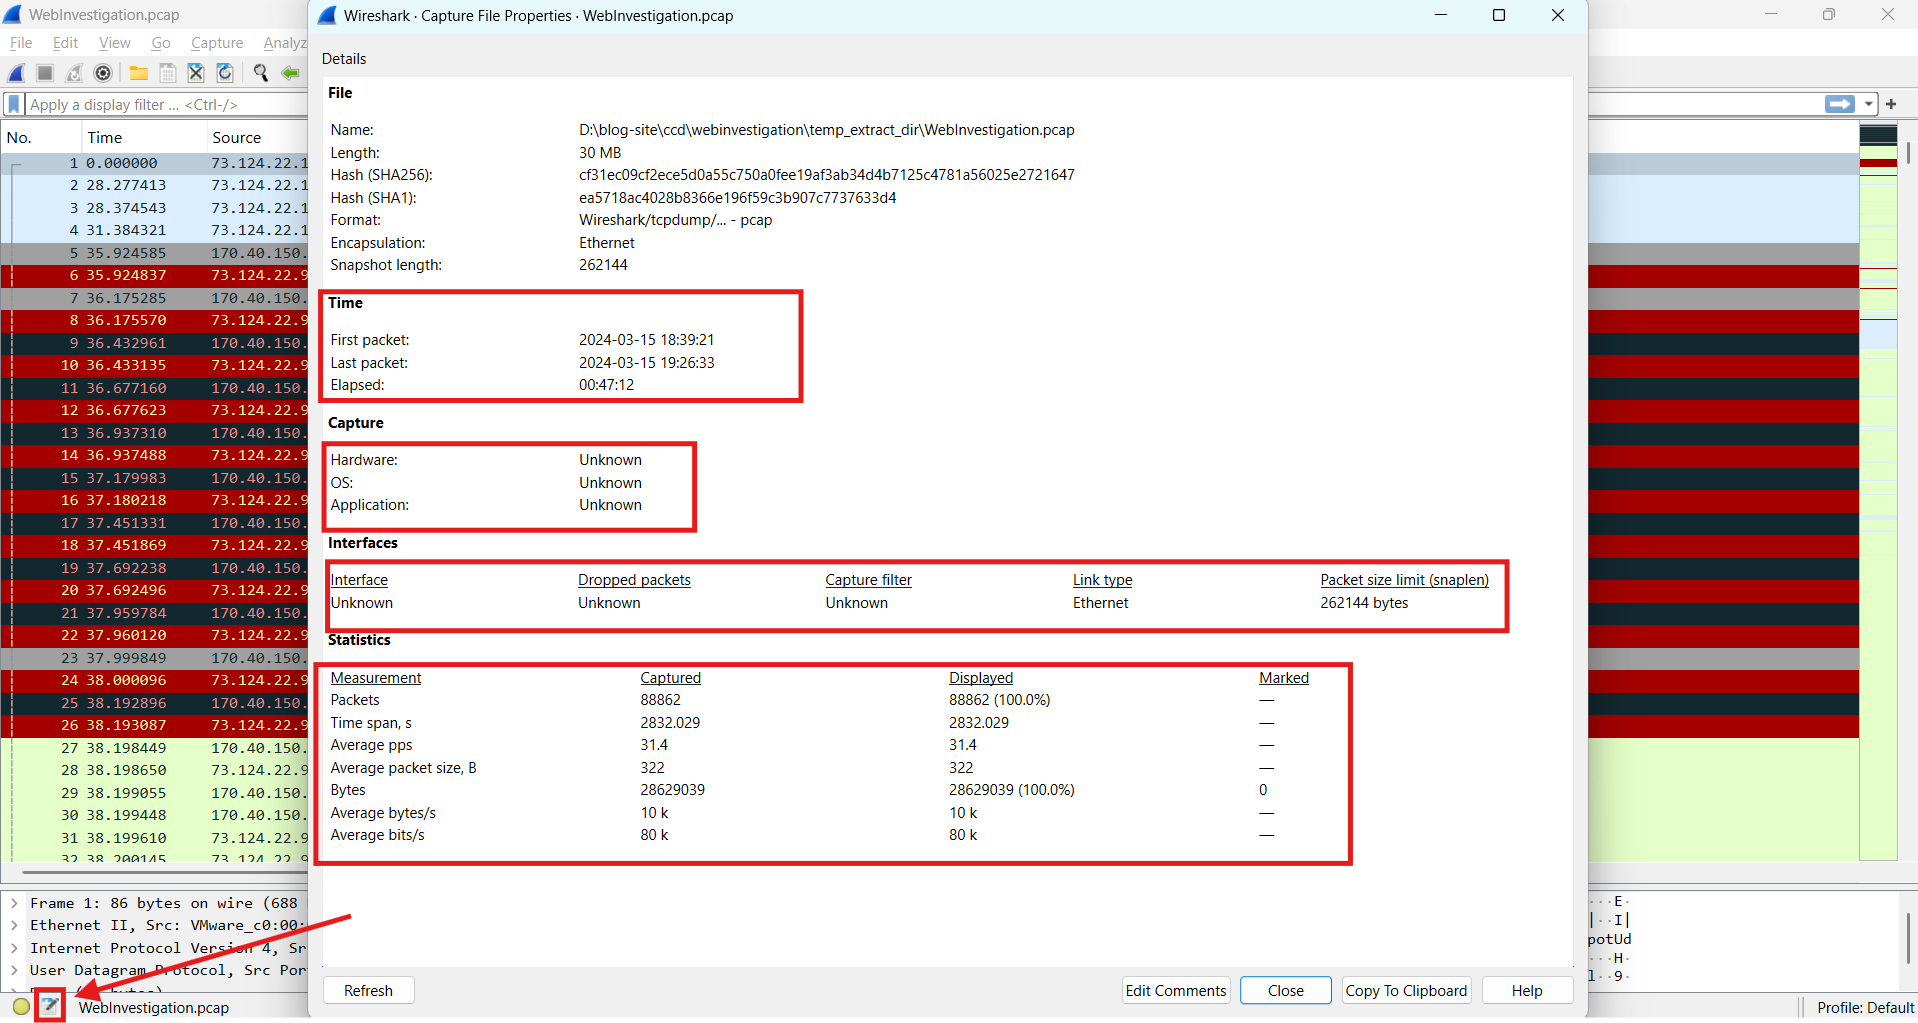 WebInvestigation.pcap
File Edit View Go Capture Analyz
Apply a display filter ... <Ctrl-/>
No. Time Source
1 0.000000 73.124.22.1
2 28.277413 73.124.22.1
3 28.374543 73.124.22.1
4 31.384321 73.124.22.1
5 35.924585 170.40.150.
6 35.924837 73.124.22.9
7 36.175285 170.40.150.
8 36.175570 73.124.22.9
9 36.432961 170.40.150.
10 36.433135 73.124.22.9
11 36.677160 170.40.150.
12 36.677623 73.124.22.9
13 36.937310 170.40.150.
14 36.937488 73.124.22.9
15 37.179983 170.40.150.
16 37.180218 73.124.22.9
17 37.451331 170.40.150.
18 37.451869 73.124.22.9
19 37.692238 170.40.150.
20 37.692496 73.124.22.9
21 37.959784 170.40.150.
22 37.960120 73.124.22.9
23 37.999849 170.40.150.
24 38.000096 73.124.22.9
25 38.192896 170.40.150.
26 38.193087 73.124.22.9
27 38.198449 170.40.150.
28 38.198650 73.124.22.9
29 38.199055 170.40.150.
30 38.199448 170.40.150.
31 38.199610 73.124.22.9
32 38.200145 73.124.22.9
Frame 1: 86 bytes on wire (688
Ethernet II, Src: VMware_c0:00:
Internet Protocol Version 4, Sr
User Datagram Protocol, Src Por
bytes)
WebInvestigation.pcap
Wireshark · Capture File Properties · WebInvestigation.pcap
Details
File
Name: D:\blog-site\ccd\webinvestigation\temp_extract_dir\WebInvestigation.pcap
Length: 30 MB
Hash (SHA256): cf31ec09cf2ece5d0a55c750a0fee19af3ab34d4b7125c4781a56025e2721647
Hash (SHA1): ea5718ac4028b8366e196f59c3b907c7737633d4
Format: Wireshark/tcpdump/... - pcap
Encapsulation: Ethernet
Snapshot length: 262144
Time
First packet: 2024-03-15 18:39:21
Last packet: 2024-03-15 19:26:33
Elapsed: 00:47:12
Capture
Hardware: Unknown
OS: Unknown
Application: Unknown
Interfaces
Interface Dropped packets Capture filter Link type Packet size limit (snaplen)
Unknown Unknown Unknown Ethernet 262144 bytes
Statistics
Measurement Captured Displayed Marked
Packets 88862 88862 (100.0%) —
Time span, s 2832.029 2832.029 —
Average pps 31.4 31.4 —
Average packet size, B 322 322 —
Bytes 28629039 28629039 (100.0%) 0
Average bytes/s 10 k 10 k —
Average bits/s 80 k 80 k —
Refresh Edit Comments Close Copy To Clipboard Help
···E·
|··I|
potUd
···H·
l··9·
Profile: Default